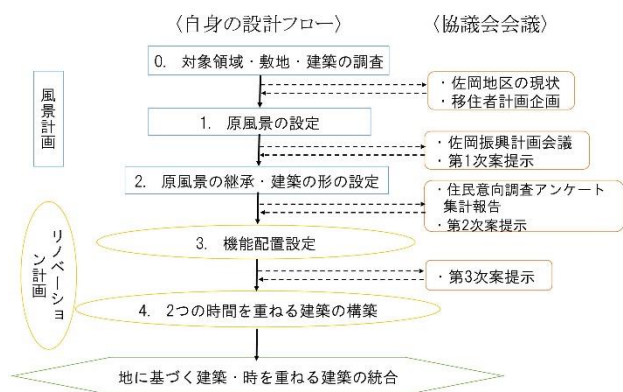 〈自身の設計フロー〉
〈協議会会議〉
0. 対象領域・敷地・建築の調査
・佐岡地区の現状
・移住者計画企画
風景計画
1. 原風景の設定
・佐岡振興計画会議
・第1次案提示
2. 原風景の継承・建築の形の設定
・住民意向調査アンケート
集計報告
・第2次案提示
リノベーショ
ン計画
3. 機能配置設定
・第3次案提示
4. 2つの時間を重ねる建築の構築
地に基づく建築・時を重ねる建築の統合